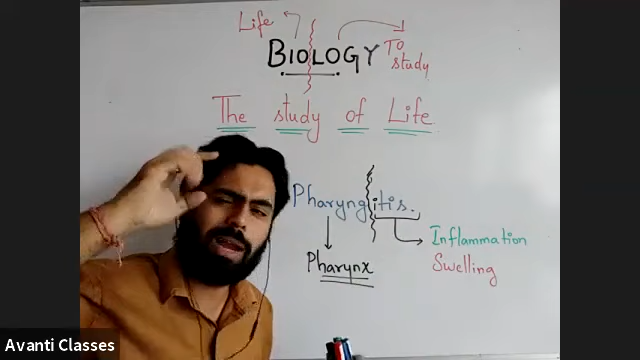 Life
BIOLOGY
To
study
The study of Life
Pharyngitis.
Pharynx
Inflammation
Swelling
Avanti Classes